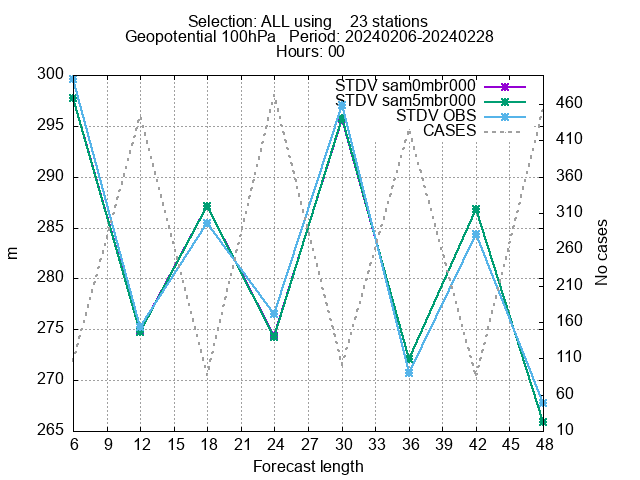 Selection: ALL using 23 stations
Geopotential 100hPa Period: 20240206-20240228
Hours: 00
STDV sam0mbr000
STDV sam5mbr000
STDV OBS
CASES
300
295
290
285
280
275
270
265
m
460
410
360
310
260
210
160
110
60
10
No cases
6 9 12 15 18 21 24 27 30 33 36 39 42 45 48
Forecast length